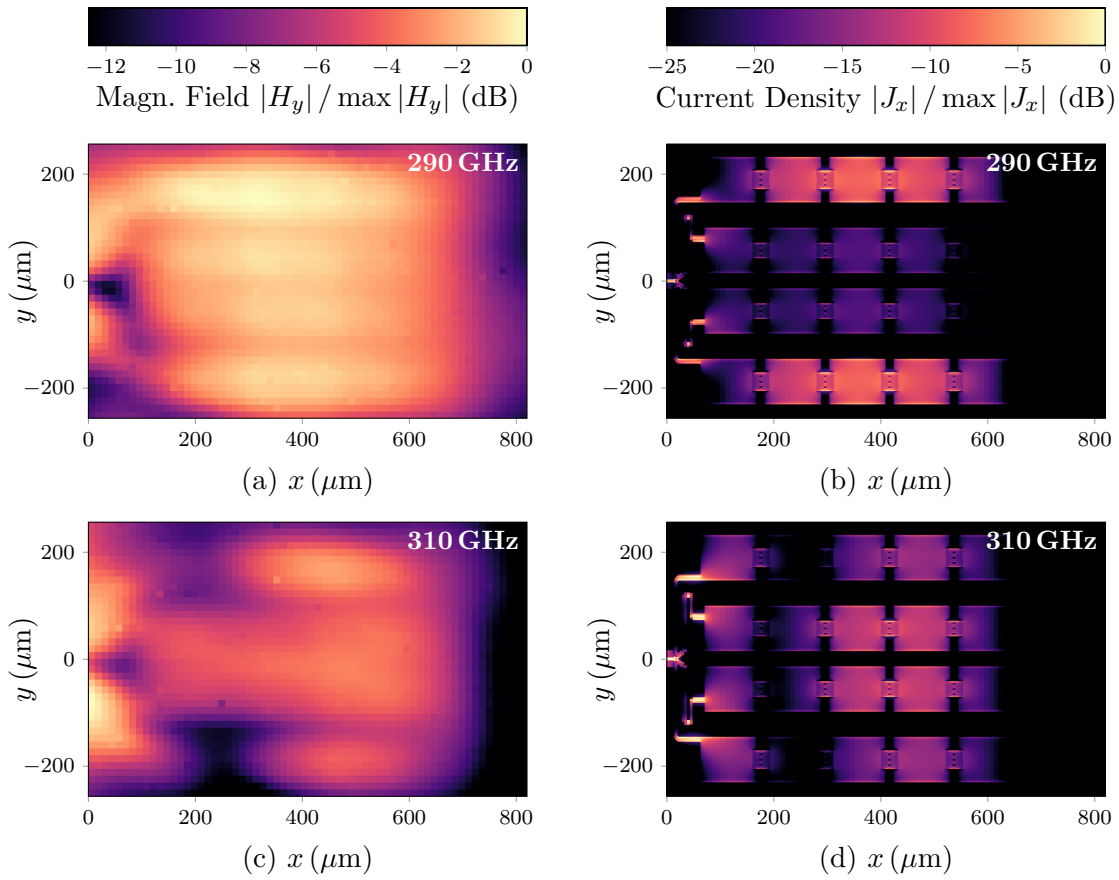 −12 −10 −8 −6 −4 −2 0
Magn. Field |H_y| / max |H_y| (dB)
−25 −20 −15 −10 −5 0
Current Density |J_x| / max |J_x| (dB)
290 GHz
200
0
−200
y (μm)
0 200 400 600 800
(a) x (μm)
290 GHz
200
0
−200
y (μm)
0 200 400 600 800
(b) x (μm)
310 GHz
200
0
−200
y (μm)
0 200 400 600 800
(c) x (μm)
310 GHz
200
0
−200
y (μm)
0 200 400 600 800
(d) x (μm)